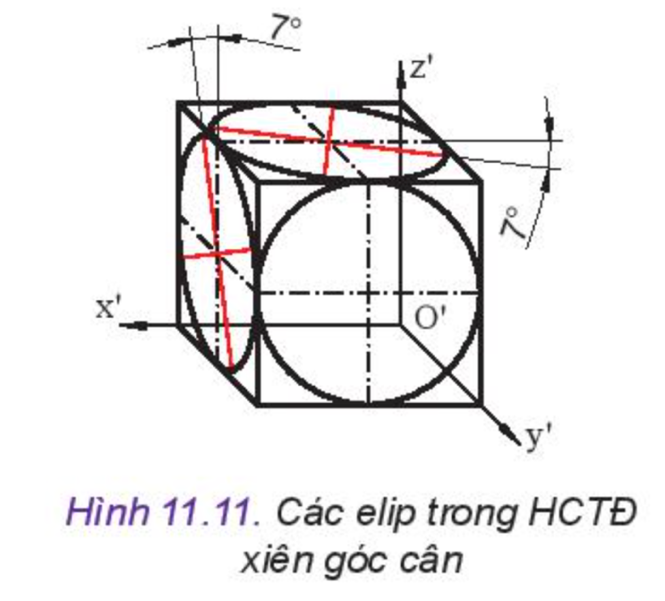 7°
z'
7°
x'
O'
y'
Hình 11.11. Các elip trong HCTĐ
xiên góc cân